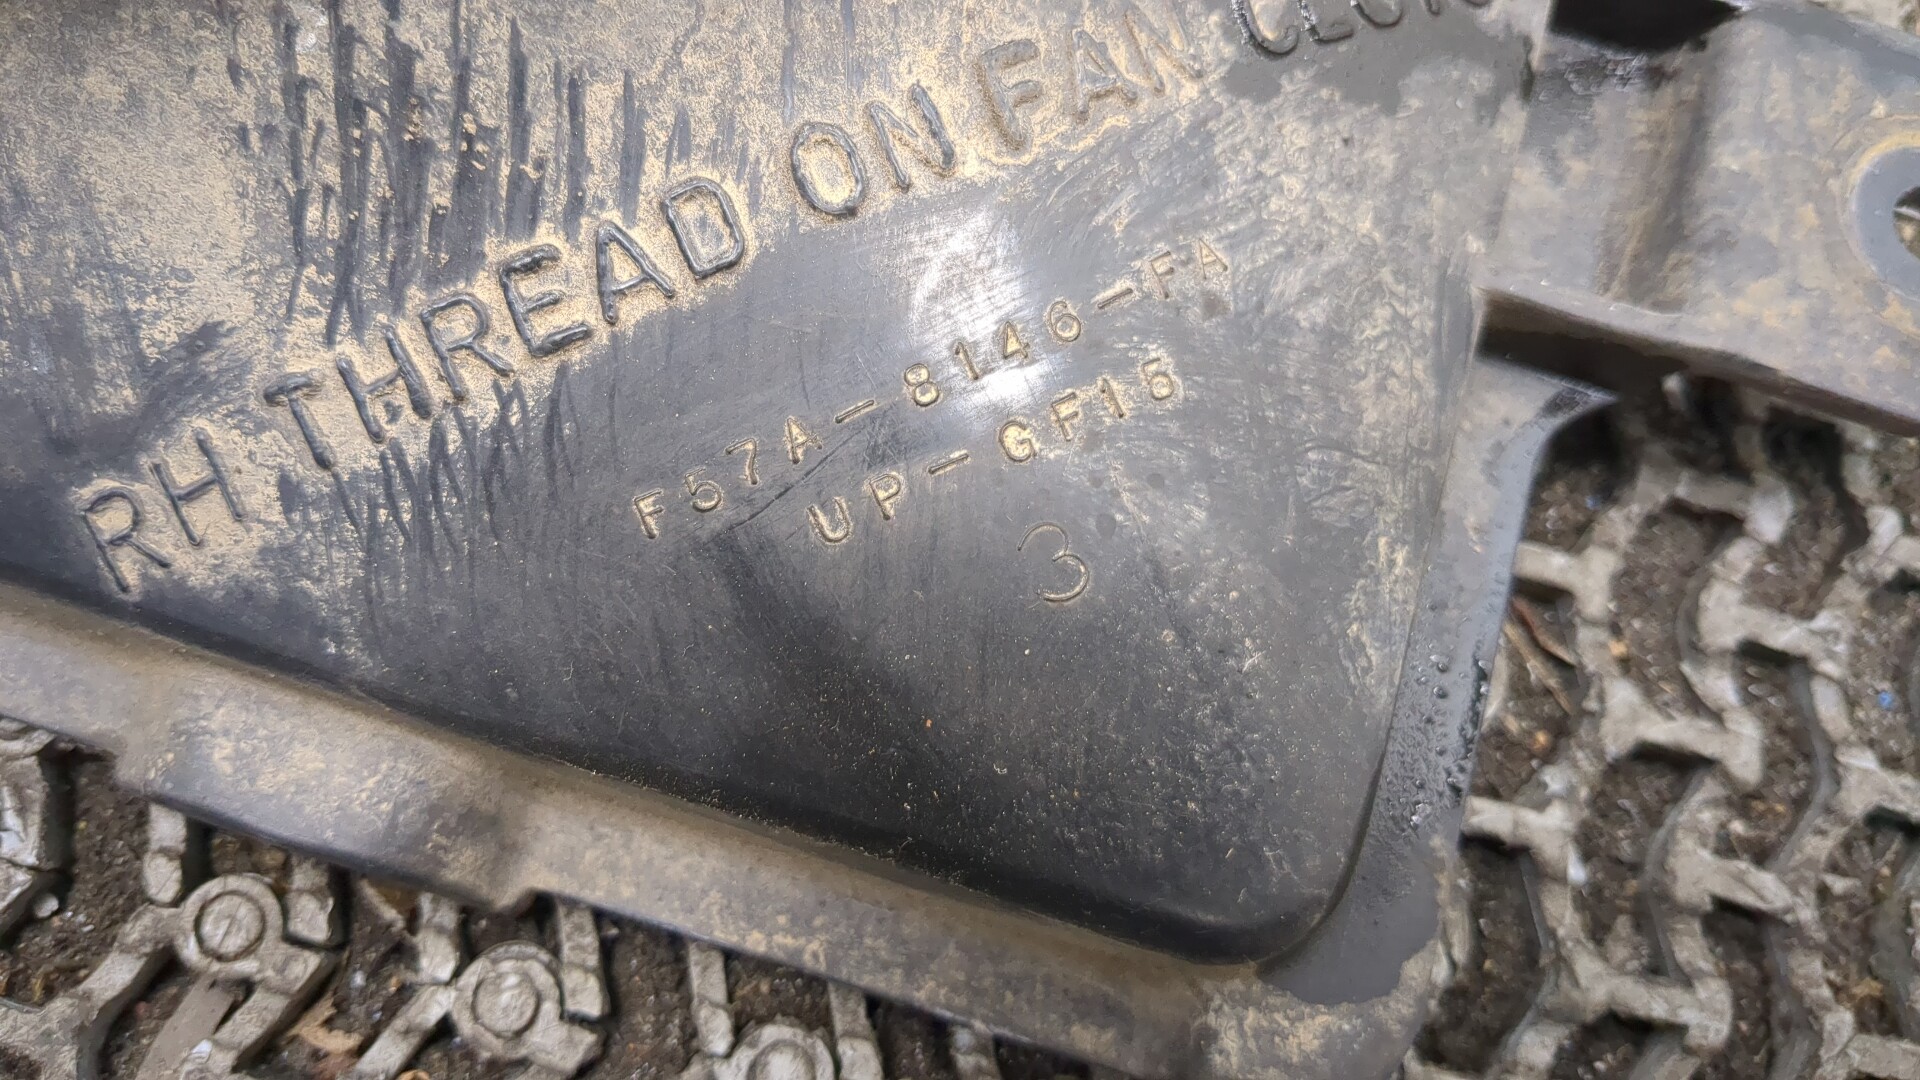 RH THREAD ON FAN
F57A-8146-FA
UP-GF15
3